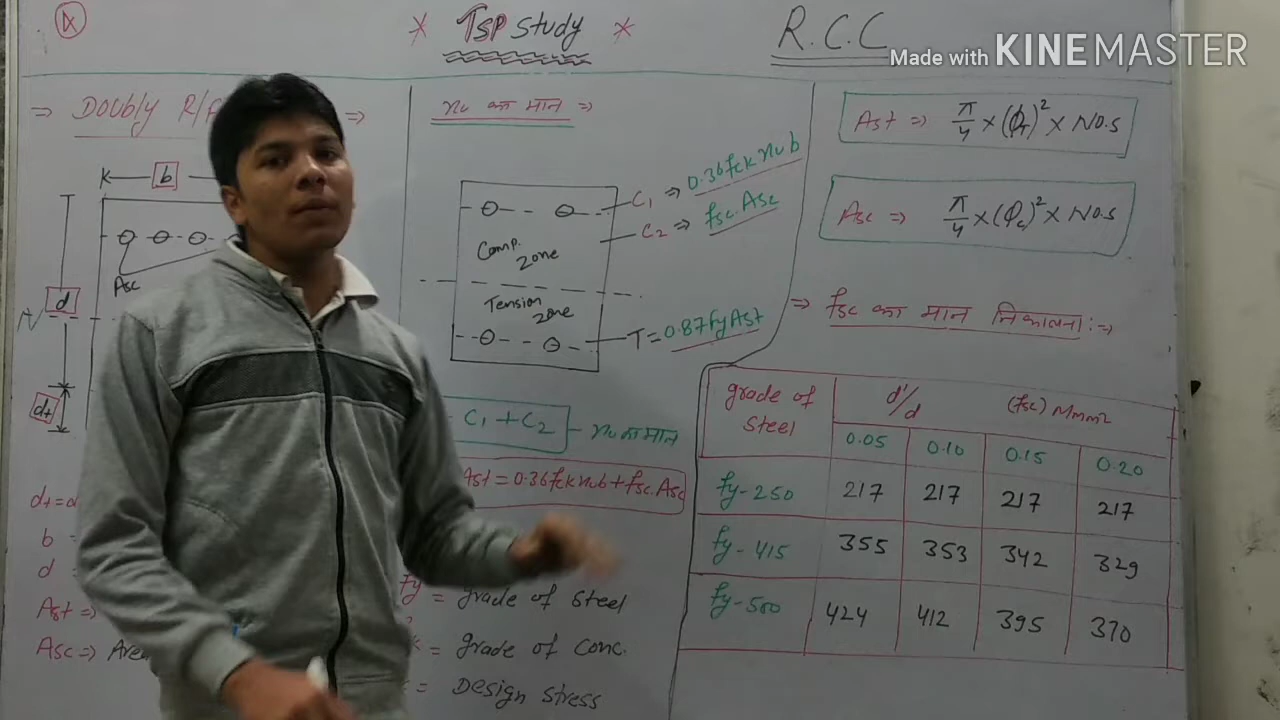 4
* TSP Study *
R.C.C
Made with KINEMASTER
⇒ Doubly R/f ⇒
b
d
dt
Asc
N
dt = d
b =
d
Ast ⇒
Asc ⇒ Area
xu का मान ⇒
C1 ⇒ 0.36fck xu b
C2 ⇒ fsc.Asc
Comp. zone
Tension zone
T = 0.87fyAst
C1 + C2 - xu का मान
Ast = 0.36fck xu b + fsc.Asc
fy = grade of steel
= grade of conc.
= Design stress
Ast ⇒ π/4 × (ϕT)² × No.s
Asc ⇒ π/4 × (ϕc)² × No.s
⇒ fsc का मान निकालना :⇒
grade of steel d'/d (fsc) N/mm2
0.05 0.10 0.15 0.20
fy-250 217 217 217 217
fy-415 355 353 342 329
fy-500 424 412 395 370